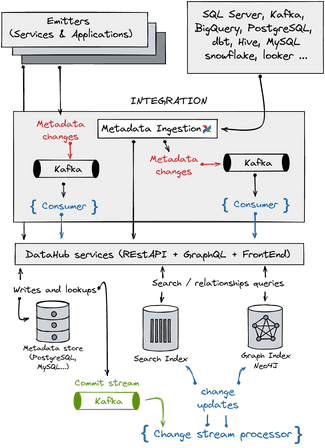 Emitters
(Services & Applications)
SQL Server, Kafka,
BigQuery, PostgreSQL,
dbt, Hive, MySQL
snowflake, looker ...
INTEGRATION
Metadata
changes
Metadata Ingestion
Metadata
changes
Kafka
Kafka
{ Consumer }
{ Consumer }
DataHub services (REstAPI + GraphQL + FrontEnd)
Writes and lookups
Search / relationships queries
Metadata store
(PostgreSQL,
MySQL...)
Search Index
Graph Index
Neo4J
Commit stream
Kafka
change
updates
{ Change stream processor }